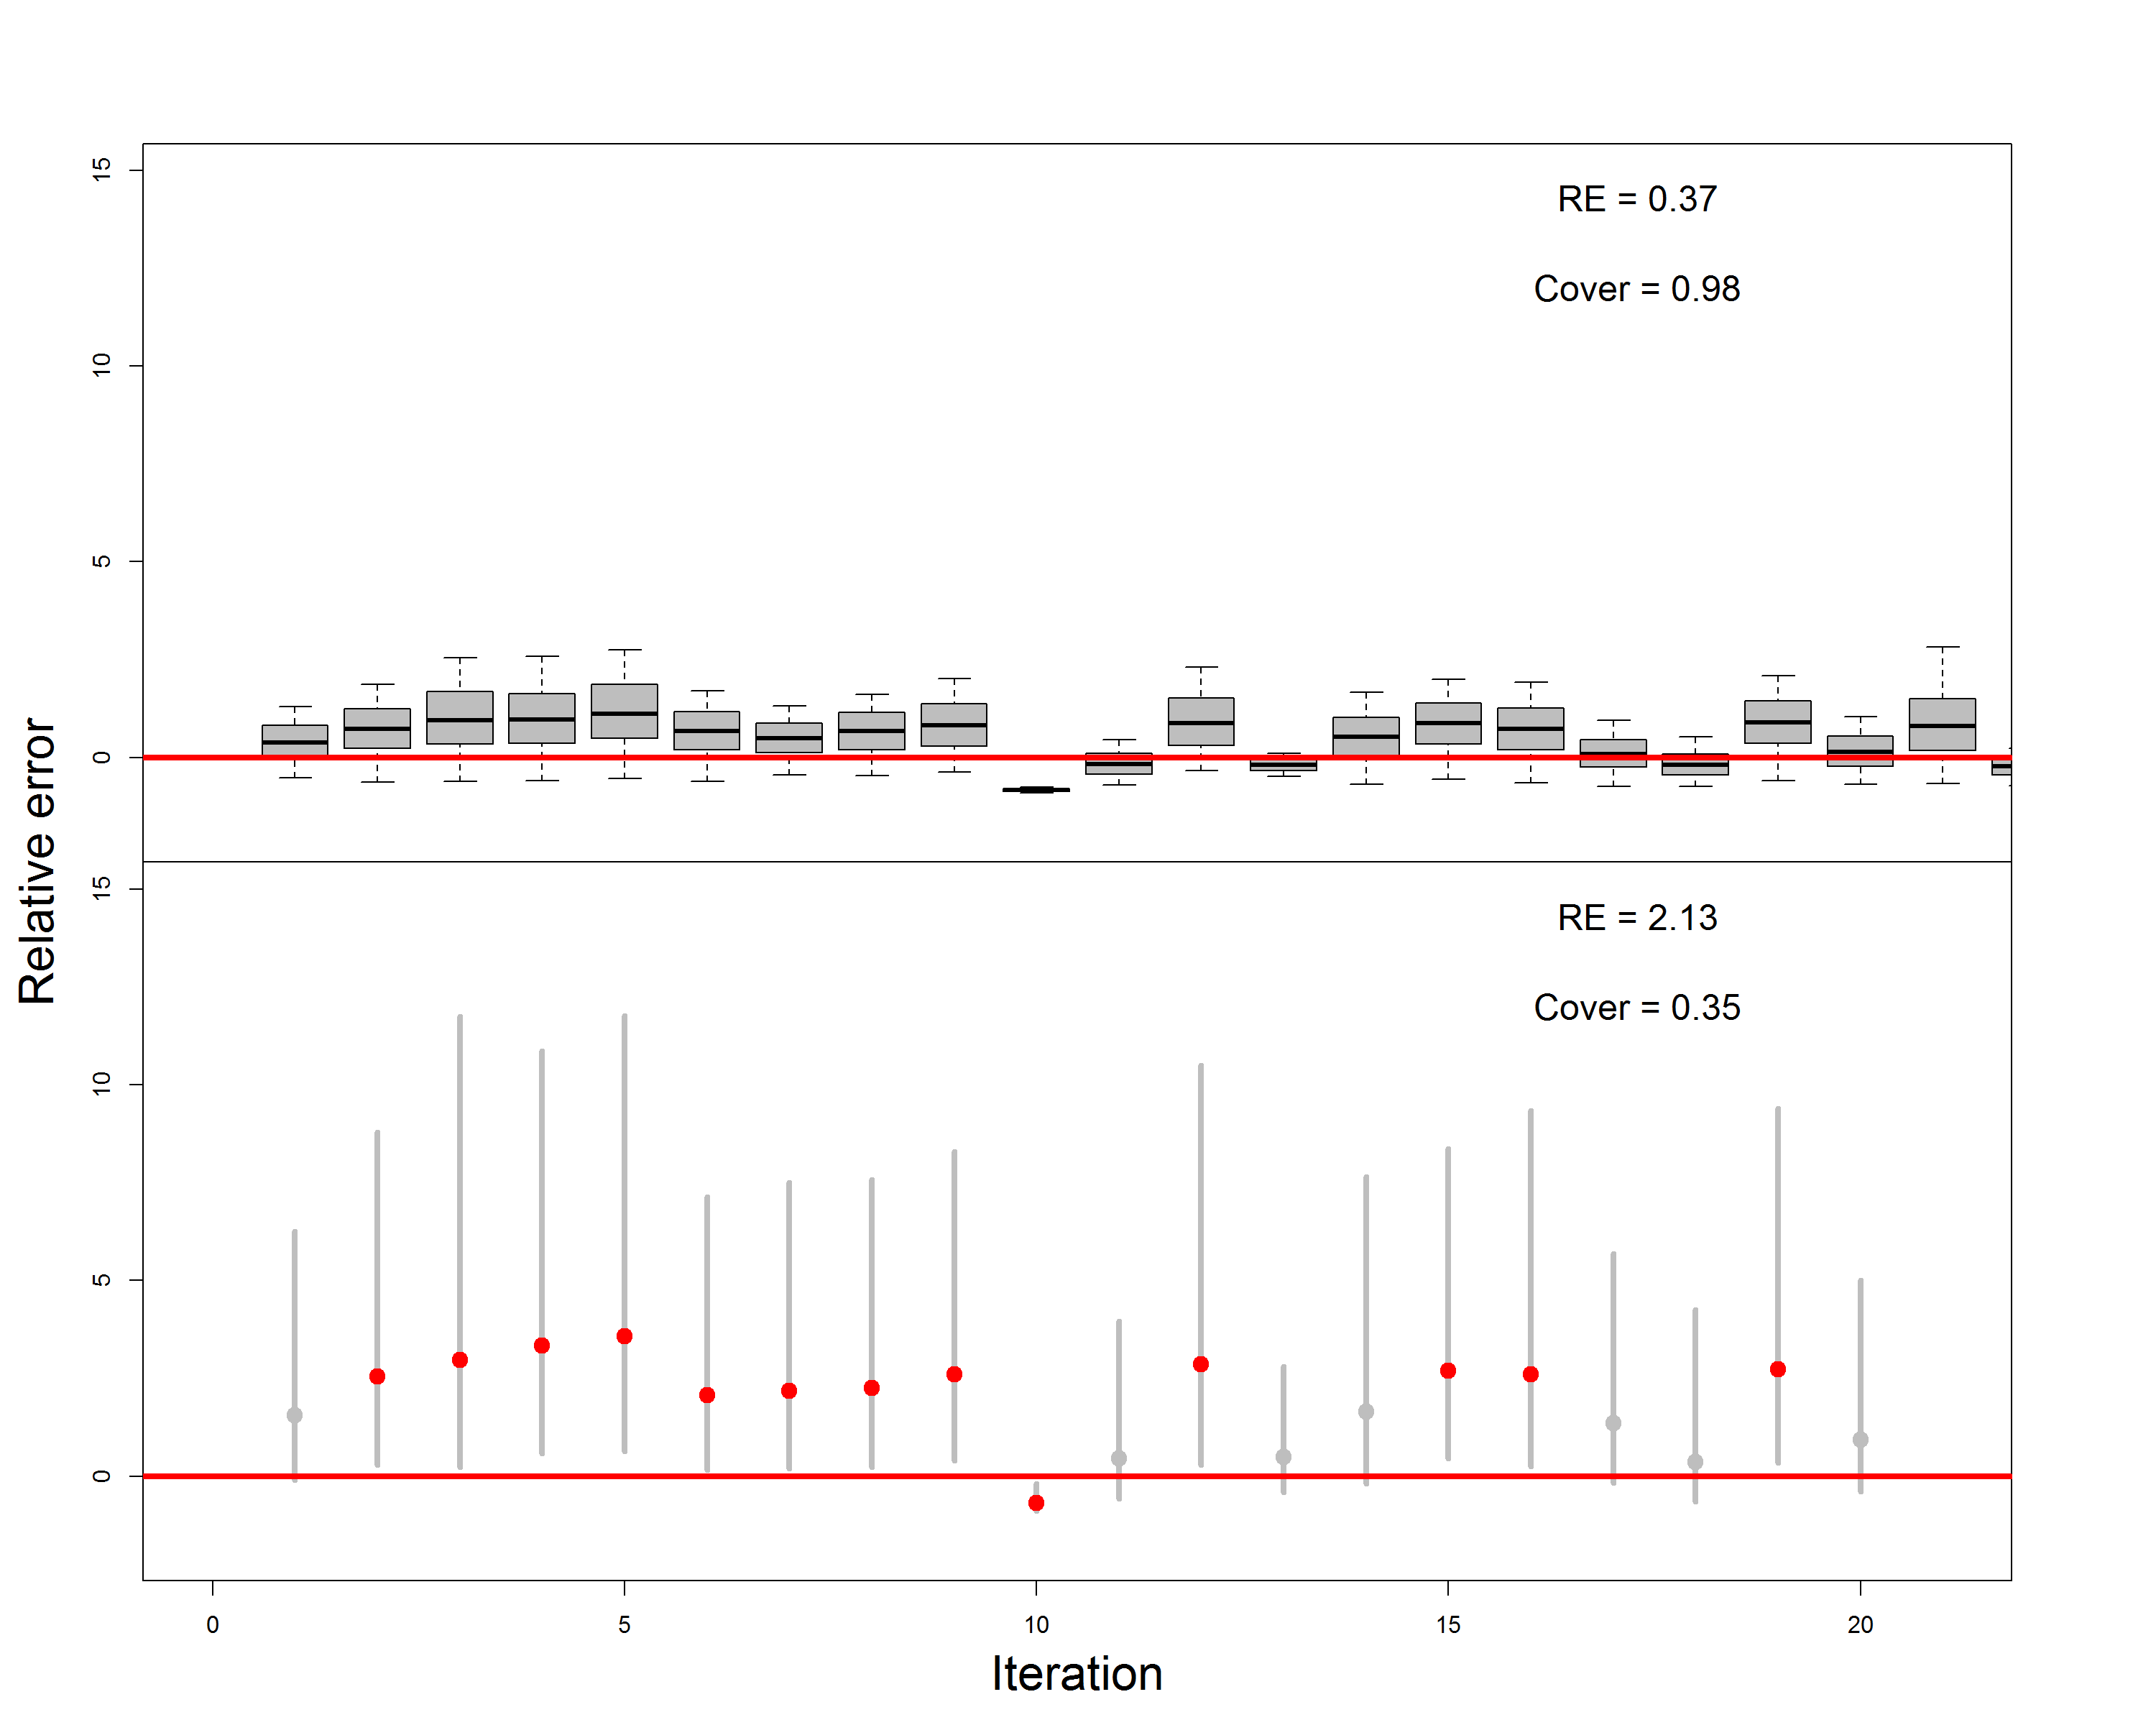 Relative error
15
10
5
0
RE = 0.37
Cover = 0.98
15
10
5
0
RE = 2.13
Cover = 0.35
0 5 10 15 20
Iteration